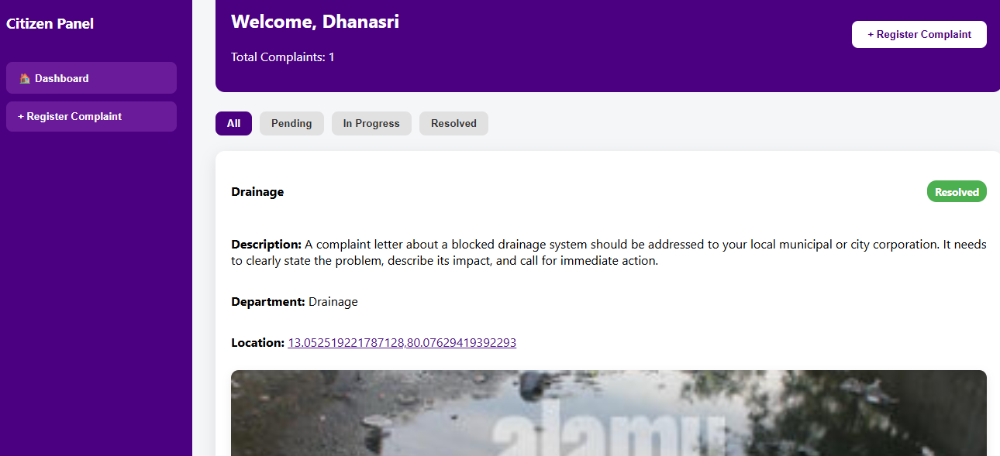 Citizen Panel
Dashboard
+ Register Complaint
Welcome, Dhanasri
Total Complaints: 1
+ Register Complaint
All
Pending
In Progress
Resolved
Drainage
Resolved
Description: A complaint letter about a blocked drainage system should be addressed to your local municipal or city corporation. It needs
to clearly state the problem, describe its impact, and call for immediate action.
Department: Drainage
Location: 13.052519221787128,80.07629419392293
alamy